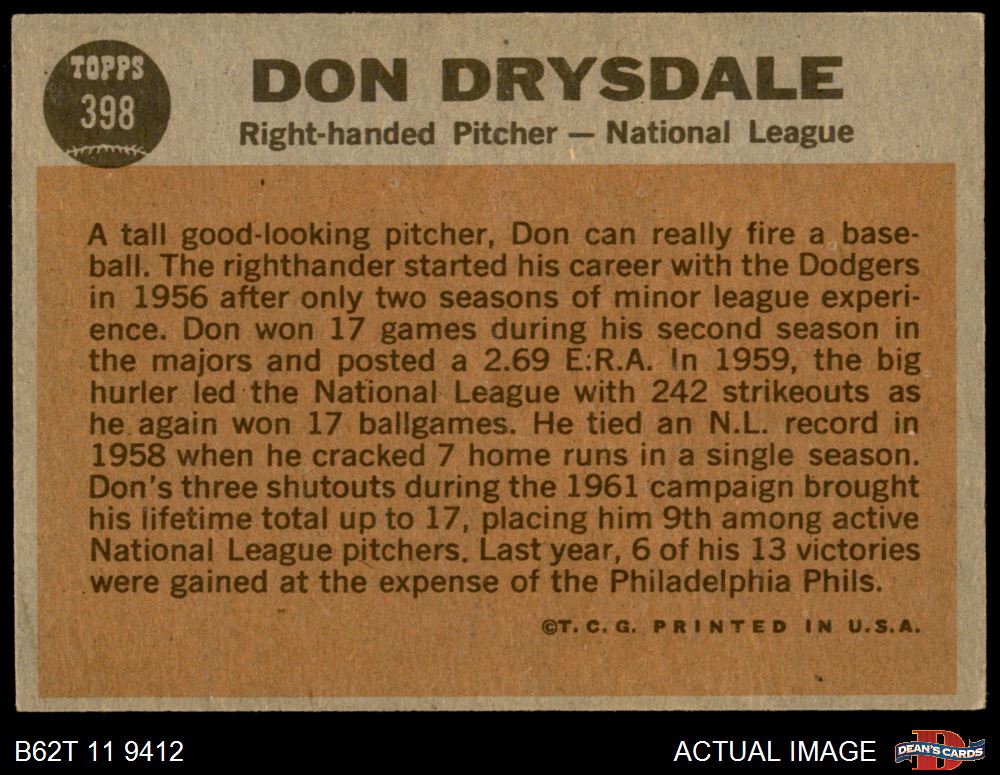 TOPPS
398
DON DRYSDALE
Right-handed Pitcher — National League
A tall good-looking pitcher, Don can really fire a base-
ball. The righthander started his career with the Dodgers
in 1956 after only two seasons of minor league experi-
ence. Don won 17 games during his second season in
the majors and posted a 2.69 E.R.A. In 1959, the big
hurler led the National League with 242 strikeouts as
he again won 17 ballgames. He tied an N.L. record in
1958 when he cracked 7 home runs in a single season.
Don's three shutouts during the 1961 campaign brought
his lifetime total up to 17, placing him 9th among active
National League pitchers. Last year, 6 of his 13 victories
were gained at the expense of the Philadelphia Phils.
©T. C. G. PRINTED IN U.S.A.
B62T 11 9412
ACTUAL IMAGE
DEAN'S CARDS